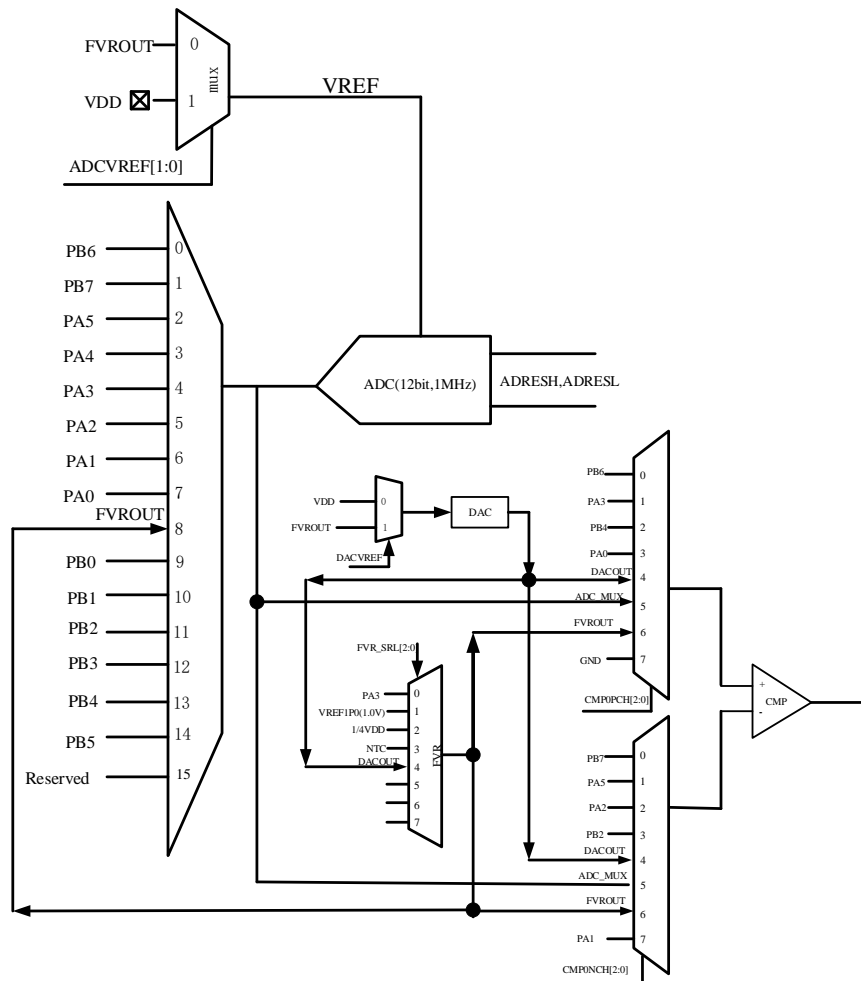 FVROUT
0
mux
VDD
1
VREF
ADCVREF[1:0]
PB6
0
PB7
1
PA5
2
PA4
3
PA3
4
PA2
5
PA1
6
PA0
7
FVROUT
8
PB0
9
PB1
10
PB2
11
PB3
12
PB4
13
PB5
14
Reserved
15
ADC(12bit,1MHz)
ADRESH,ADRESL
VDD
0
FVROUT
1
DACVREF
DAC
FVR_SRL[2:0]
PA3
0
VREF1P0(1.0V)
1
1/4VDD
2
NTC
3
DACOUT
4
5
6
7
FVR
PB6
0
PA3
1
PB4
2
PA0
3
DACOUT
4
ADC_MUX
5
FVROUT
6
GND
7
CMP0PCH[2:0]
+
CMP
-
PB7
0
PA5
1
PA2
2
PB2
3
DACOUT
4
ADC_MUX
5
FVROUT
6
PA1
7
CMP0NCH[2:0]